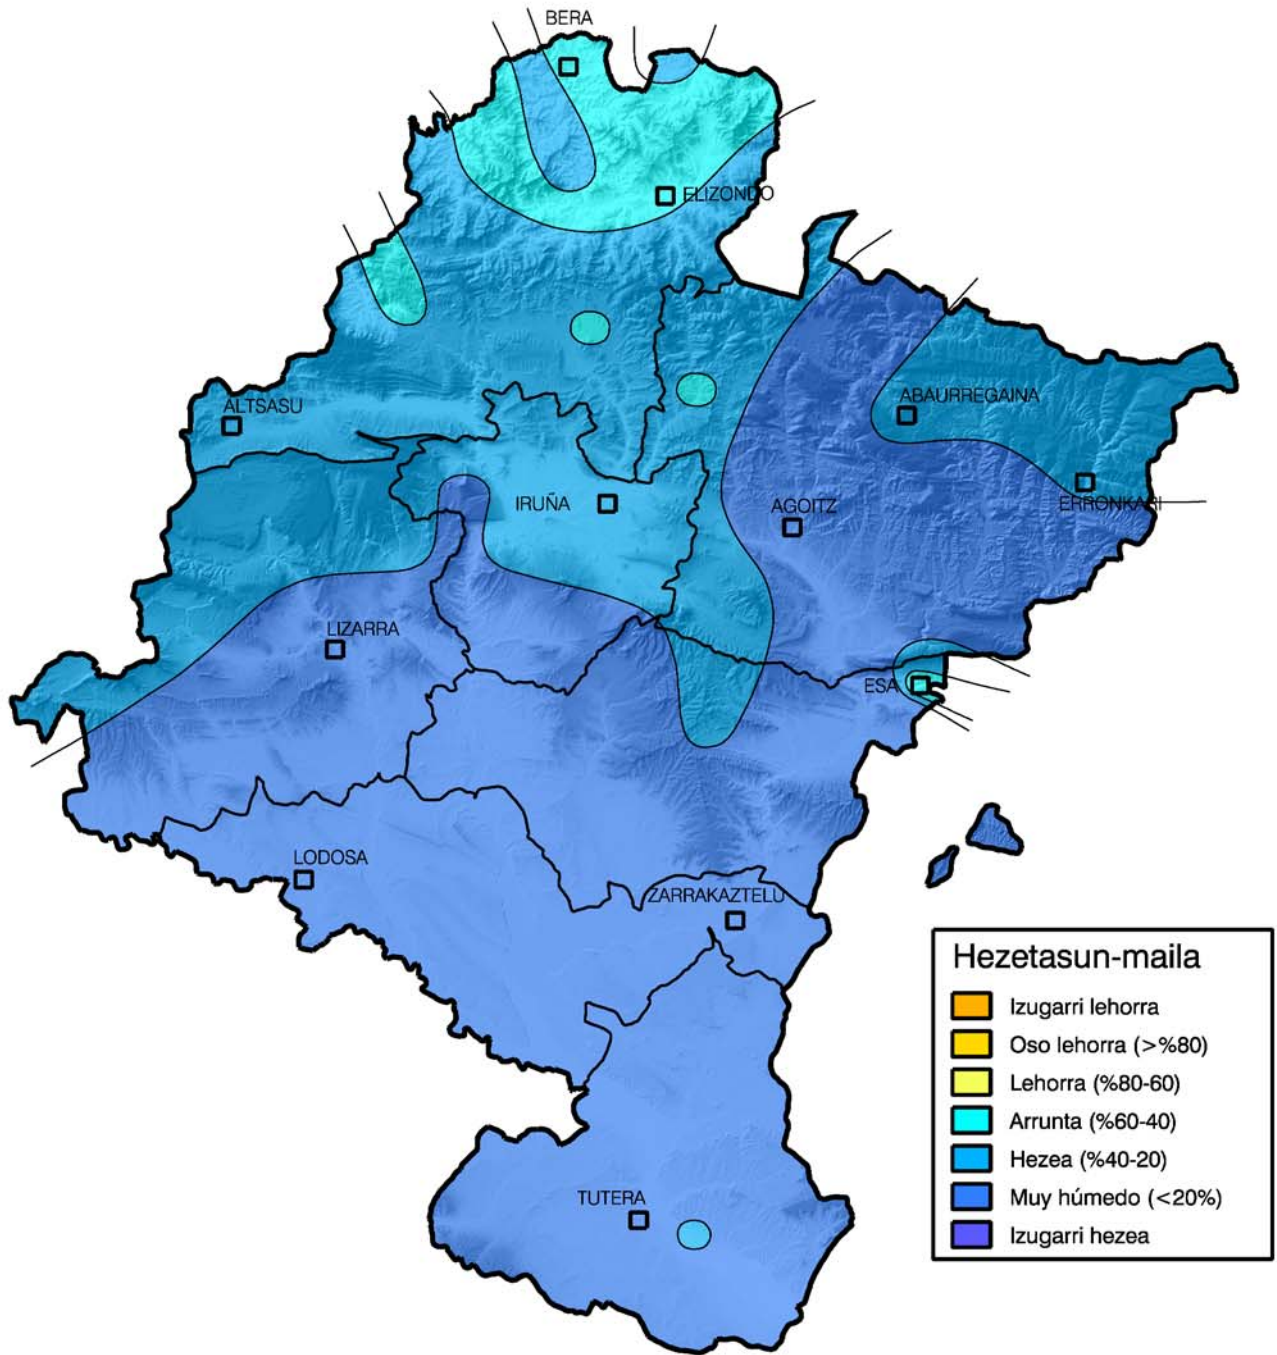 BERA
ELIZONDO
ALTSASU
ABAURREGAINA
IRUÑA
AGOITZ
ERRONKARI
LIZARRA
ESA
LODOSA
ZARRAKAZTELU
TUTERA
Hezetasun-maila
Izugarri lehorra
Oso lehorra (>%80)
Lehorra (%80-60)
Arrunta (%60-40)
Hezea (%40-20)
Muy húmedo (<20%)
Izugarri hezea